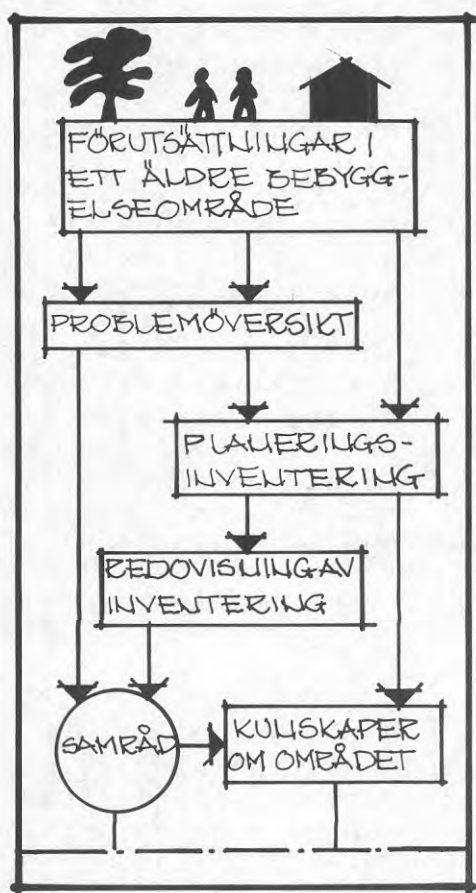 FÖRUTSÄTTNINGAR I
ETT ÄLDRE BEBYGG-
ELSEOMRÅDE
PROBLEMÖVERSIKT
PLANERINGS-
INVENTERING
REDOVISNING AV
INVENTERING
SAMRÅD
KUNSKAPER
OM OMRÅDET